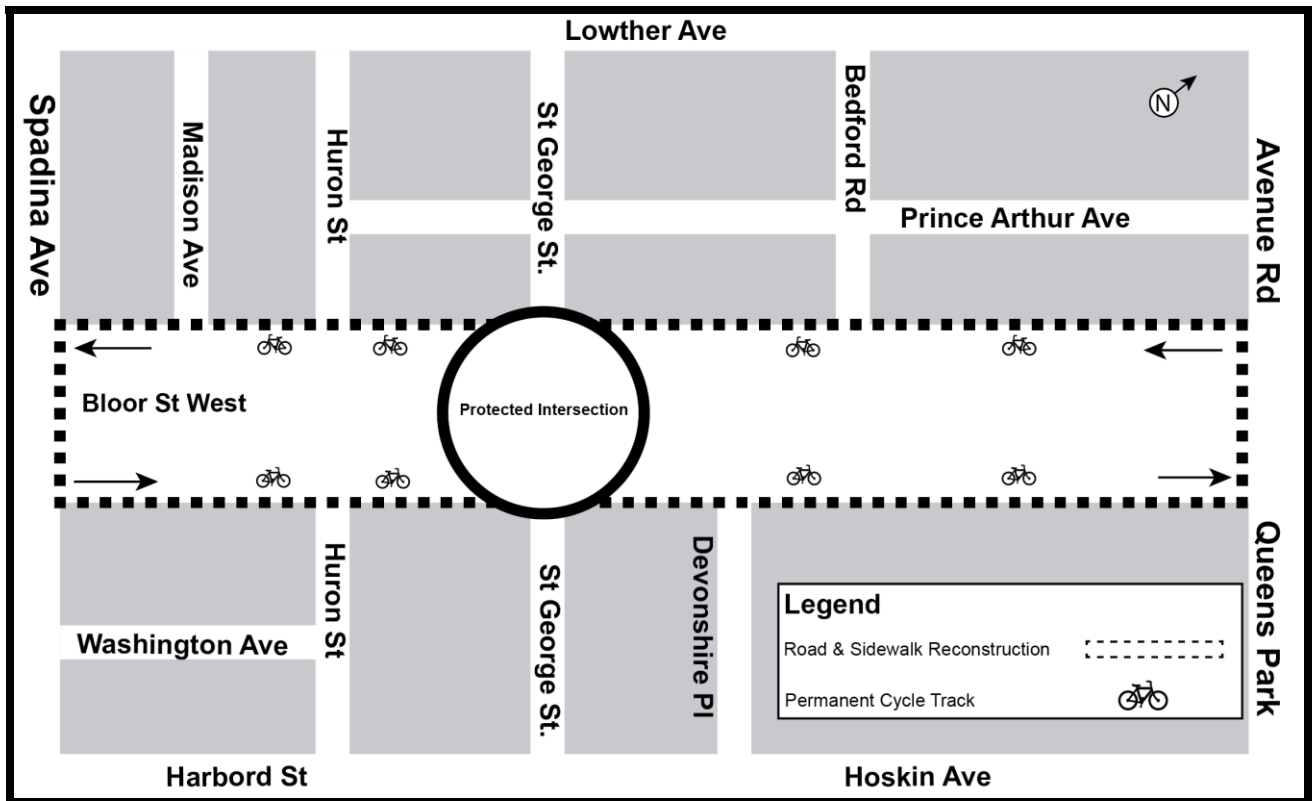 Lowther Ave
Spadina Ave
Madison Ave
Huron St
St George St.
Bedford Rd
N
Avenue Rd
Prince Arthur Ave
Bloor St West
Protected Intersection
Huron St
St George St.
Devonshire Pl
Queens Park
Washington Ave
Legend
Road & Sidewalk Reconstruction
Permanent Cycle Track
Harbord St
Hoskin Ave